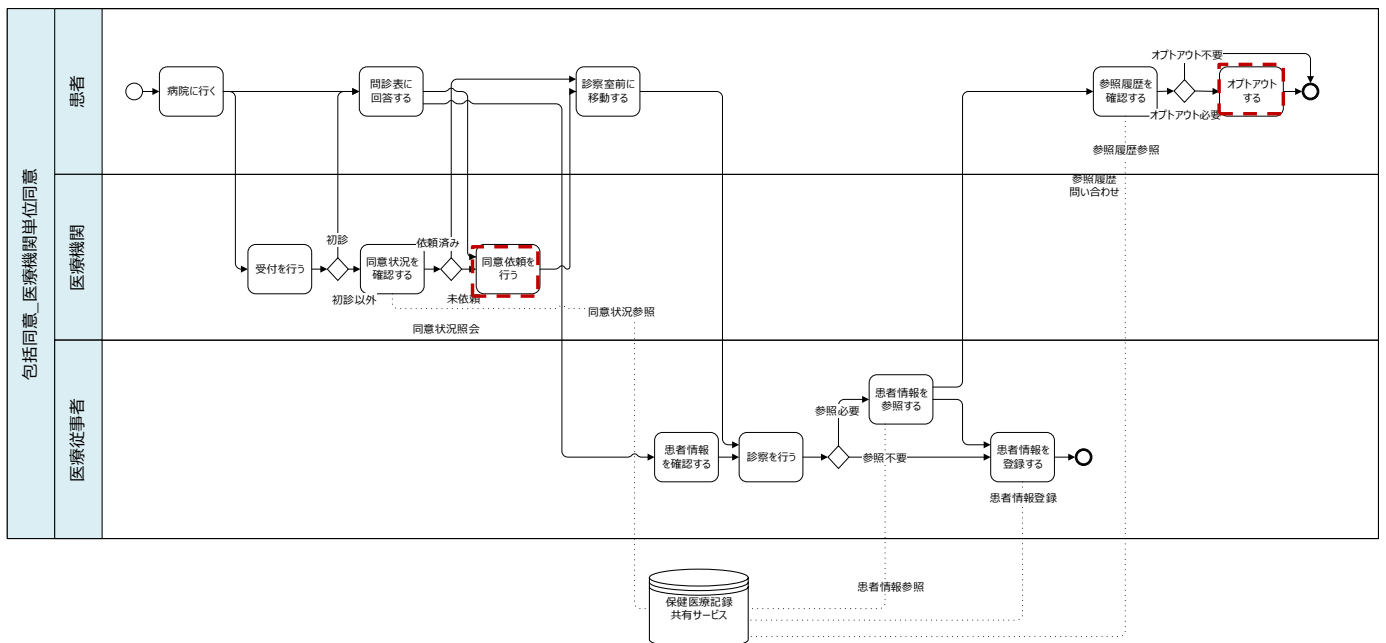 包括同意_医療機関単位同意
患者
病院に行く
問診表に
回答する
診察室前に
移動する
参照履歴を
確認する
オプトアウト不要
オプトアウト必要
オプトアウト
する
参照履歴参照
参照履歴
問い合わせ
医療機関
受付を行う
初診
初診以外
同意状況を
確認する
依頼済み
未依頼
同意依頼を
行う
同意状況参照
同意状況照会
医療従事者
患者情報
を確認する
診察を行う
参照必要
参照不要
患者情報を
参照する
患者情報を
登録する
患者情報登録
患者情報参照
保健医療記録
共有サービス